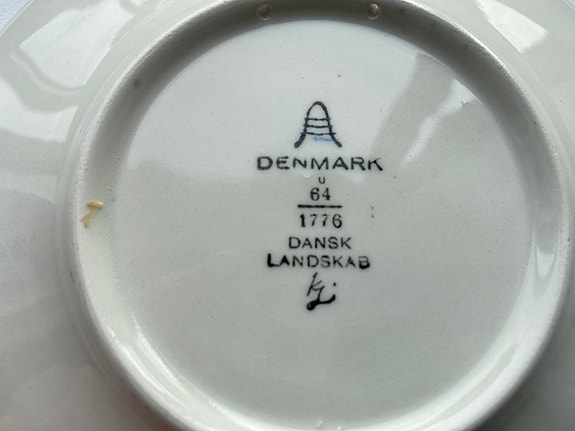 DENMARK
U
64
1776
DANSK
LANDSKAB